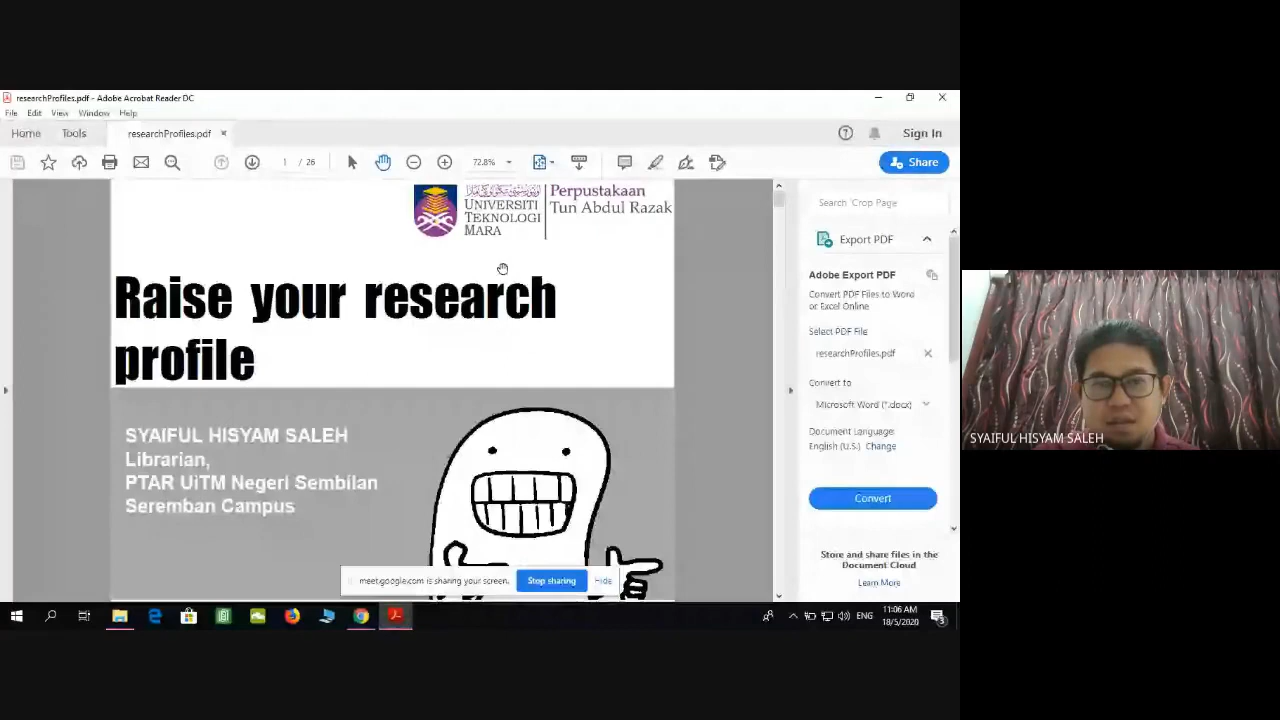 researchProfiles.pdf - Adobe Acrobat Reader DC
File Edit View Window Help
Home Tools researchProfiles.pdf × Sign In
1 / 26 72.8% Share
UNIVERSITI
TEKNOLOGI
MARA
Perpustakaan
Tun Abdul Razak
Raise your research
profile
SYAIFUL HISYAM SALEH
Librarian,
PTAR UiTM Negeri Sembilan
Seremban Campus
Search 'Crop Page'
Export PDF
Adobe Export PDF
Convert PDF Files to Word
or Excel Online
Select PDF File
researchProfiles.pdf
Convert to
Microsoft Word (*.docx)
Document Language:
English (U.S.) Change
Convert
Store and share files in the
Document Cloud
Learn More
meet.google.com is sharing your screen. Stop sharing Hide
ENG
11:06 AM
18/5/2020
3
SYAIFUL HISYAM SALEH